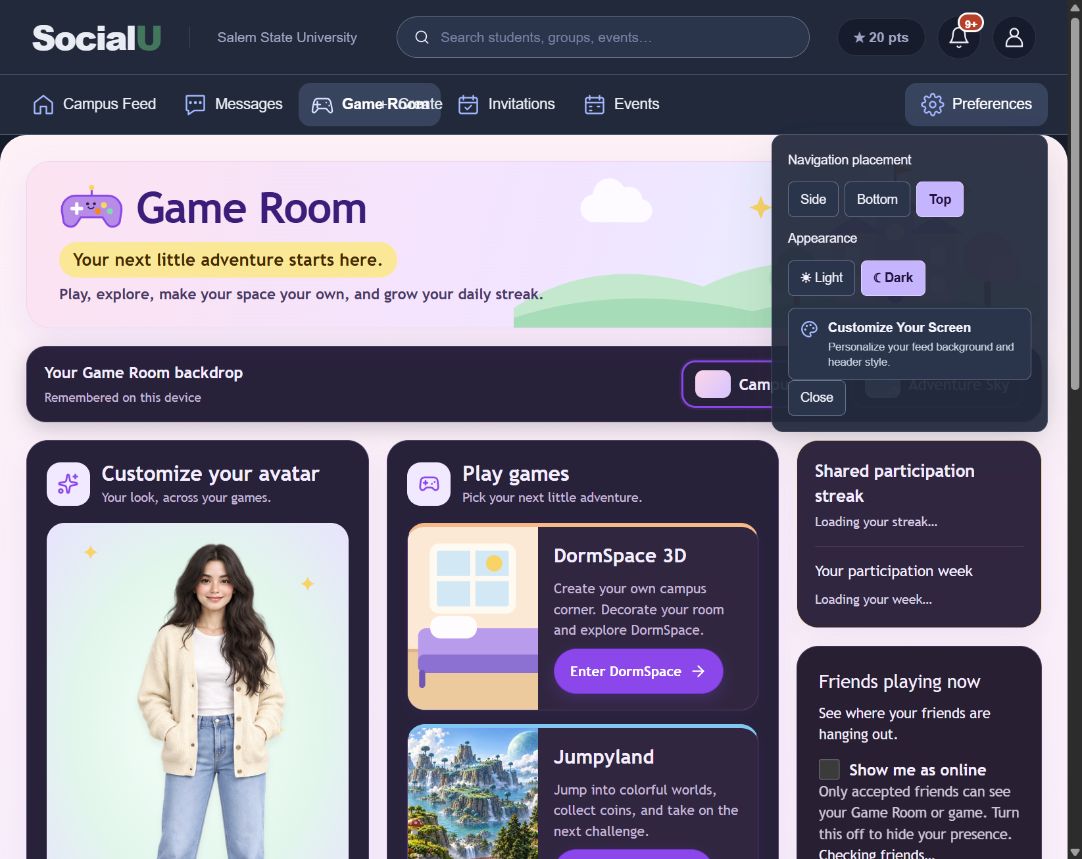 SocialU
Salem State University
Search students, groups, events…
★ 20 pts
9+
Campus Feed
Messages
Game Room
+ Create
Invitations
Events
Preferences
Navigation placement
Side
Bottom
Top
Appearance
☀ Light
☾ Dark
Customize Your Screen
Personalize your feed background and
header style.
Close
Game Room
Your next little adventure starts here.
Play, explore, make your space your own, and grow your daily streak.
Your Game Room backdrop
Remembered on this device
Adventure Sky
Customize your avatar
Your look, across your games.
Play games
Pick your next little adventure.
DormSpace 3D
Create your own campus
corner. Decorate your room
and explore DormSpace.
Enter DormSpace →
Jumpyland
Jump into colorful worlds,
collect coins, and take on the
next challenge.
Shared participation
streak
Loading your streak…
Your participation week
Loading your week…
Friends playing now
See where your friends are
hanging out.
Show me as online
Only accepted friends can see
your Game Room or game. Turn
this off to hide your presence.
Checking friends…